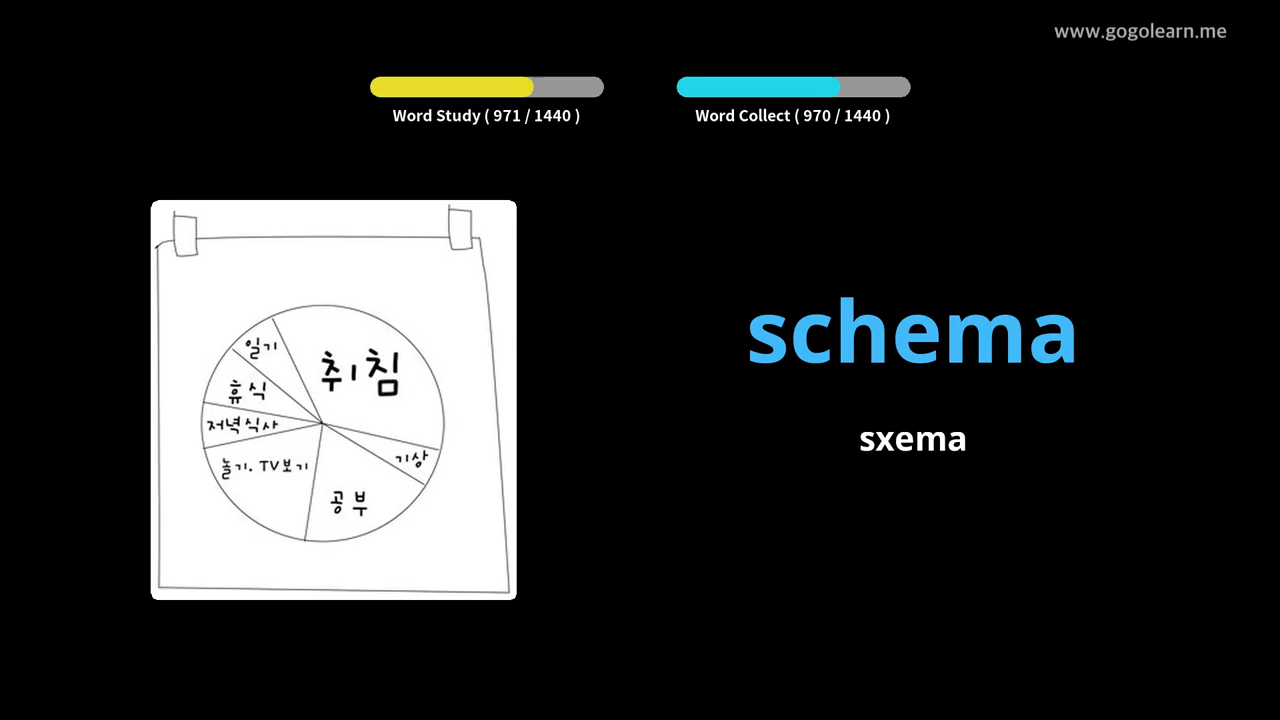 www.gogolearn.me
Word Study ( 971 / 1440 )
Word Collect ( 970 / 1440 )
일기
취침
휴식
저녁식사
놀기. TV보기
기상
공부
schema
sxema